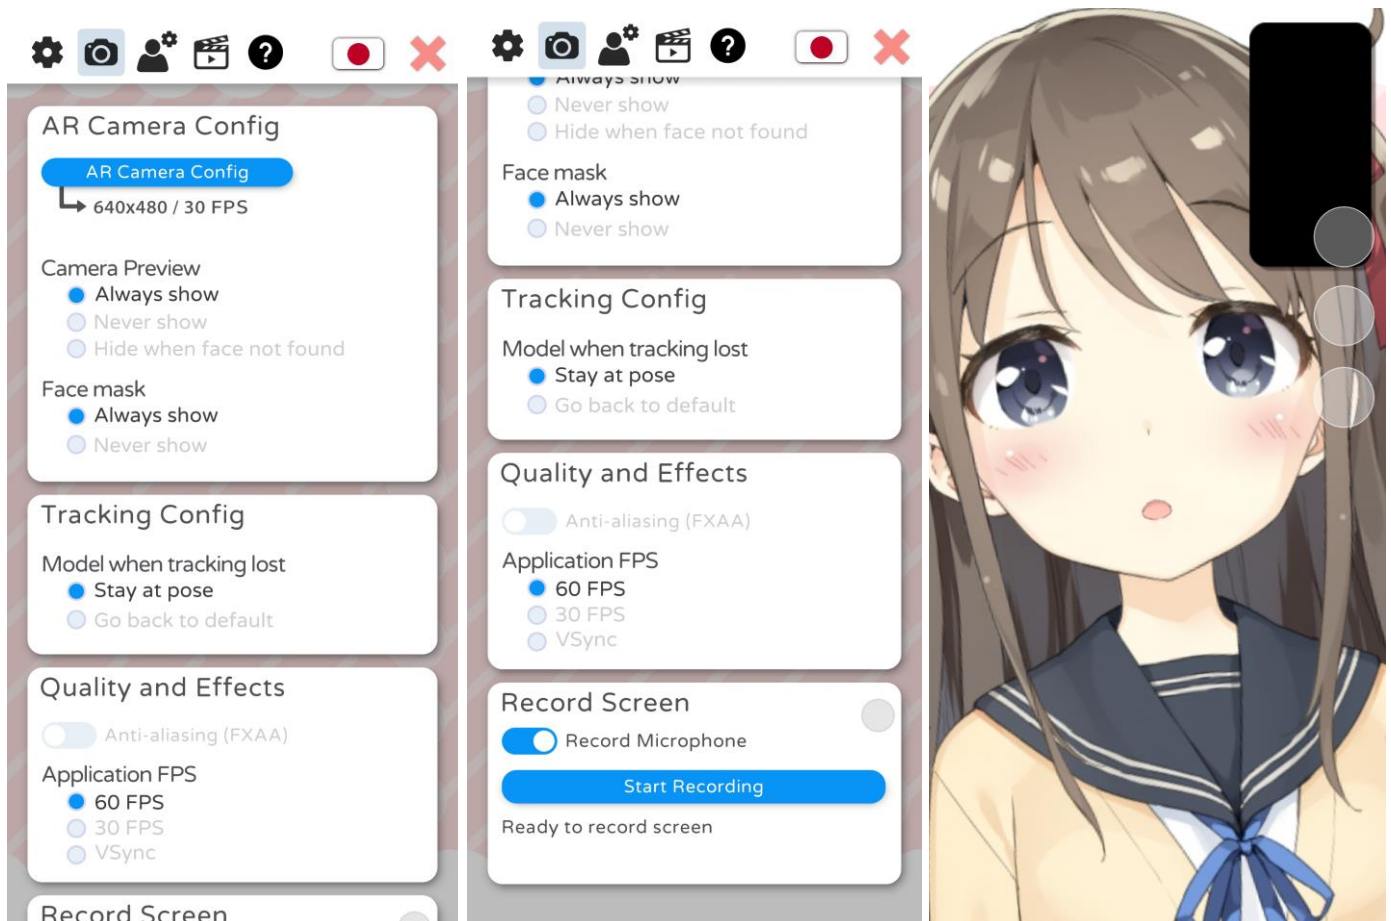 AR Camera Config
AR Camera Config
640x480 / 30 FPS
Camera Preview
Always show
Never show
Hide when face not found
Face mask
Always show
Never show
Tracking Config
Model when tracking lost
Stay at pose
Go back to default
Quality and Effects
Anti-aliasing (FXAA)
Application FPS
60 FPS
30 FPS
VSync
Record Screen
Always show
Never show
Hide when face not found
Face mask
Always show
Never show
Tracking Config
Model when tracking lost
Stay at pose
Go back to default
Quality and Effects
Anti-aliasing (FXAA)
Application FPS
60 FPS
30 FPS
VSync
Record Screen
Record Microphone
Start Recording
Ready to record screen